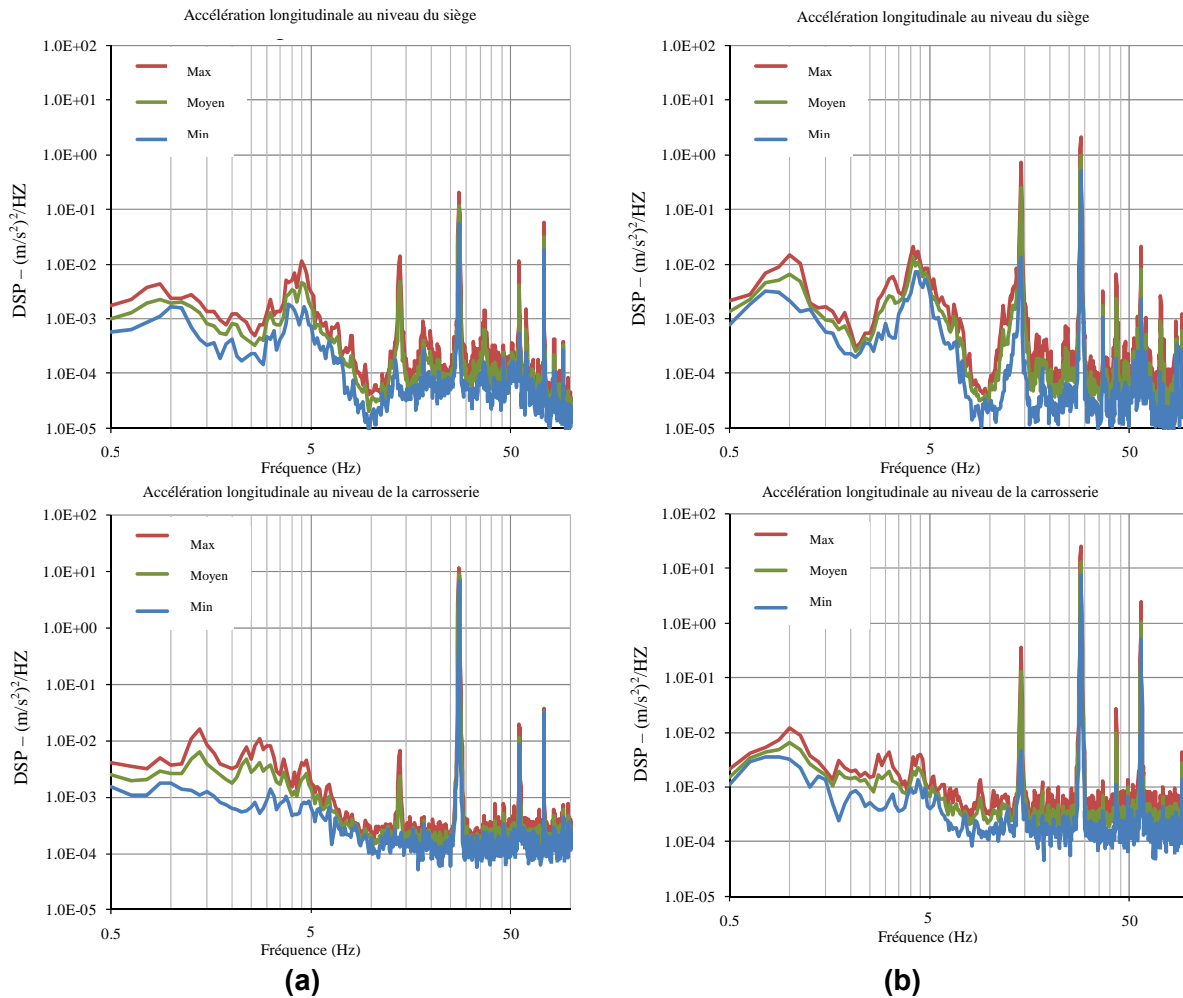 Accélération longitudinale au niveau du siège
1.0E+02
1.0E+01
1.0E+00
1.0E-01
1.0E-02
1.0E-03
1.0E-04
1.0E-05
DSP – (m/s²)²/HZ
Max
Moyen
Min
0.5
5
50
Fréquence (Hz)
Accélération longitudinale au niveau du siège
1.0E+02
1.0E+01
1.0E+00
1.0E-01
1.0E-02
1.0E-03
1.0E-04
1.0E-05
DSP – (m/s²)²/HZ
Max
Moyen
Min
0.5
5
50
Fréquence (Hz)
Accélération longitudinale au niveau de la carrosserie
1.0E+02
1.0E+01
1.0E+00
1.0E-01
1.0E-02
1.0E-03
1.0E-04
1.0E-05
DSP – (m/s²)²/HZ
Max
Moyen
Min
0.5
5
50
Fréquence (Hz)
(a)
Accélération longitudinale au niveau de la carrosserie
1.0E+02
1.0E+01
1.0E+00
1.0E-01
1.0E-02
1.0E-03
1.0E-04
1.0E-05
DSP – (m/s²)²/HZ
Max
Moyen
Min
0.5
5
50
Fréquence (Hz)
(b)